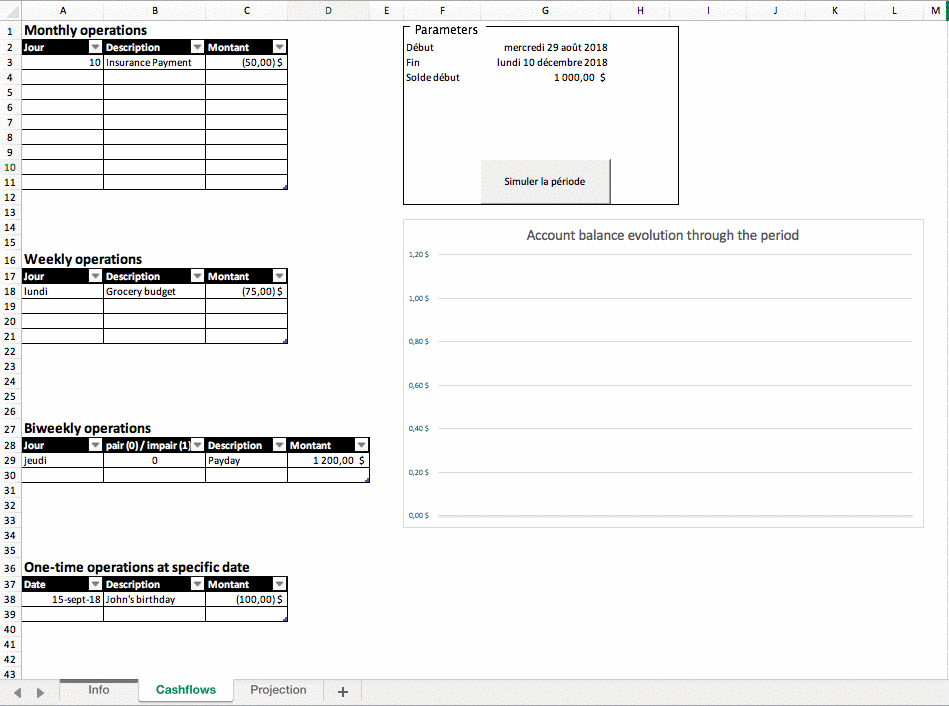 A B C D E F G H I J K L M
1 Monthly operations
2 Jour Description Montant
3 10 Insurance Payment (50,00) $
4
5
6
7
8
9
10
11
12
13
14
15
16 Weekly operations
17 Jour Description Montant
18 lundi Grocery budget (75,00) $
19
20
21
22
23
24
25
26
27 Biweekly operations
28 Jour pair (0) / impair (1) Description Montant
29 jeudi 0 Payday 1 200,00 $
30
31
32
33
34
35
36 One-time operations at specific date
37 Date Description Montant
38 15-sept-18 John's birthday (100,00) $
39
40
41
42
43
Parameters
Début mercredi 29 août 2018
Fin lundi 10 décembre 2018
Solde début 1 000,00 $
Simuler la période
Account balance evolution through the period
1,20 $
1,00 $
0,80 $
0,60 $
0,40 $
0,20 $
0,00 $
Info Cashflows Projection +